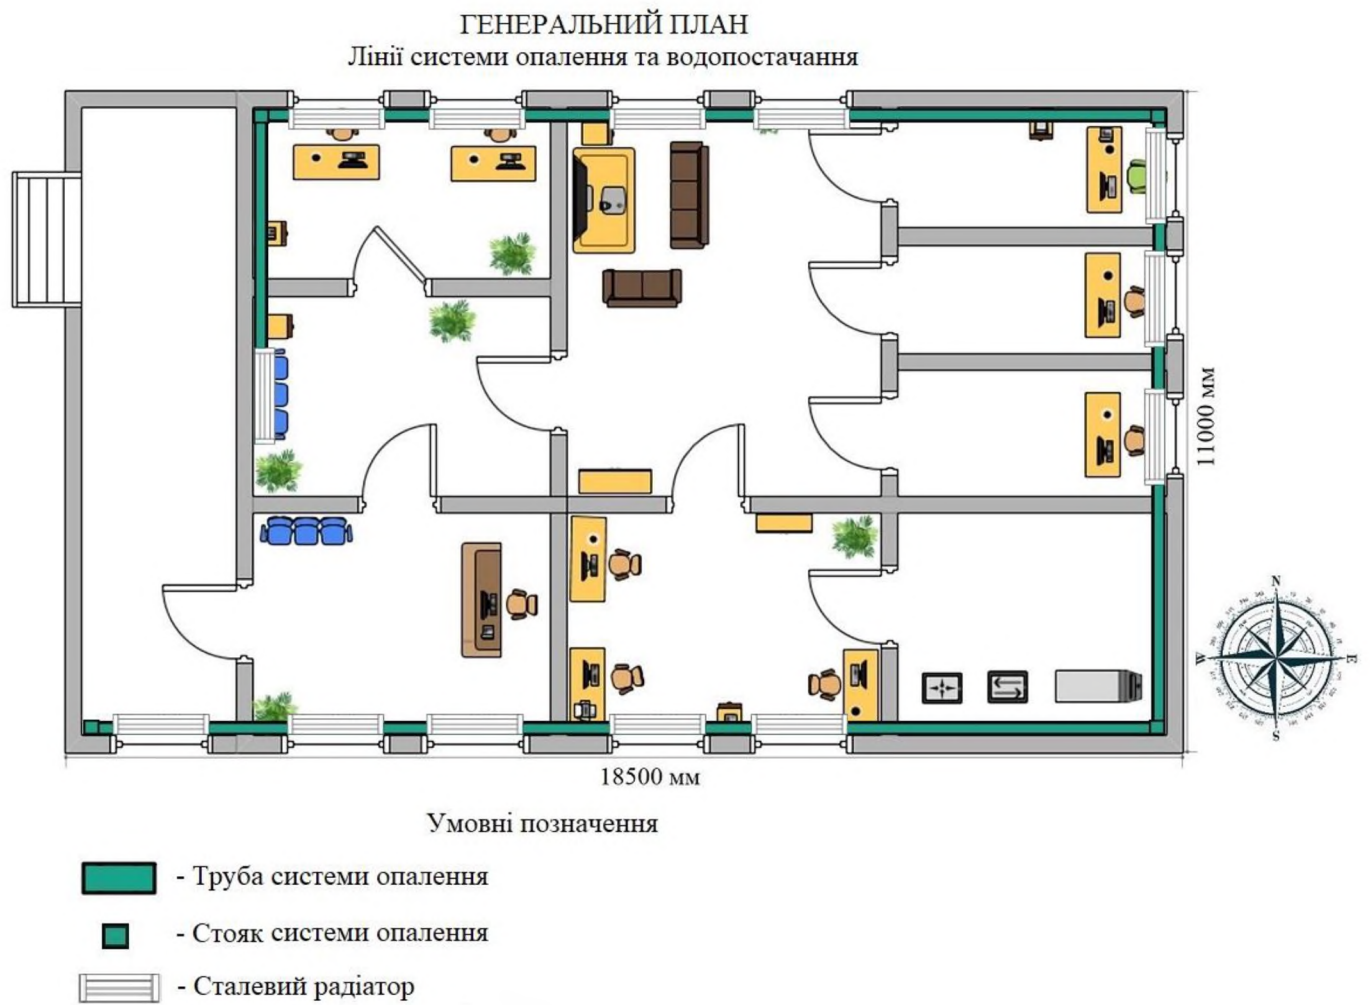 ГЕНЕРАЛЬНИЙ ПЛАН
Лінії системи опалення та водопостачання
11000 мм
N
W
E
S
18500 мм
Умовні позначення
- Труба системи опалення
- Стояк системи опалення
- Сталевий радіатор